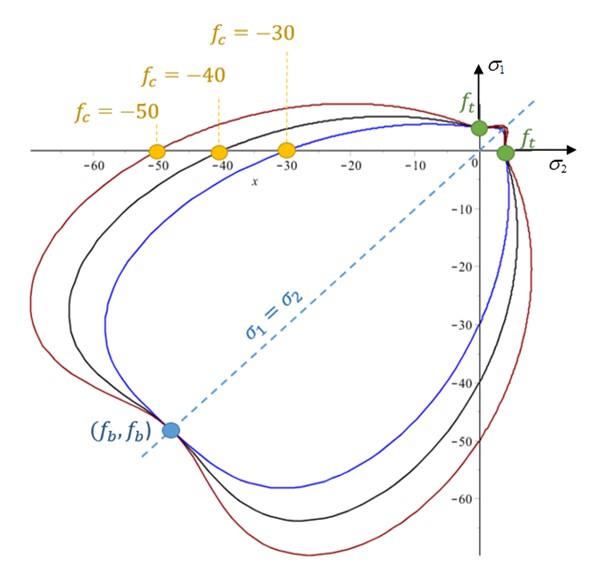 f_c = −30
f_c = −40
f_c = −50
σ₁
f_t
f_t
σ₂
-60 -50 -40 -30 -20 -10 0
x
-10
-20
-30
-40
-50
-60
σ₁ = σ₂
(f_b, f_b)